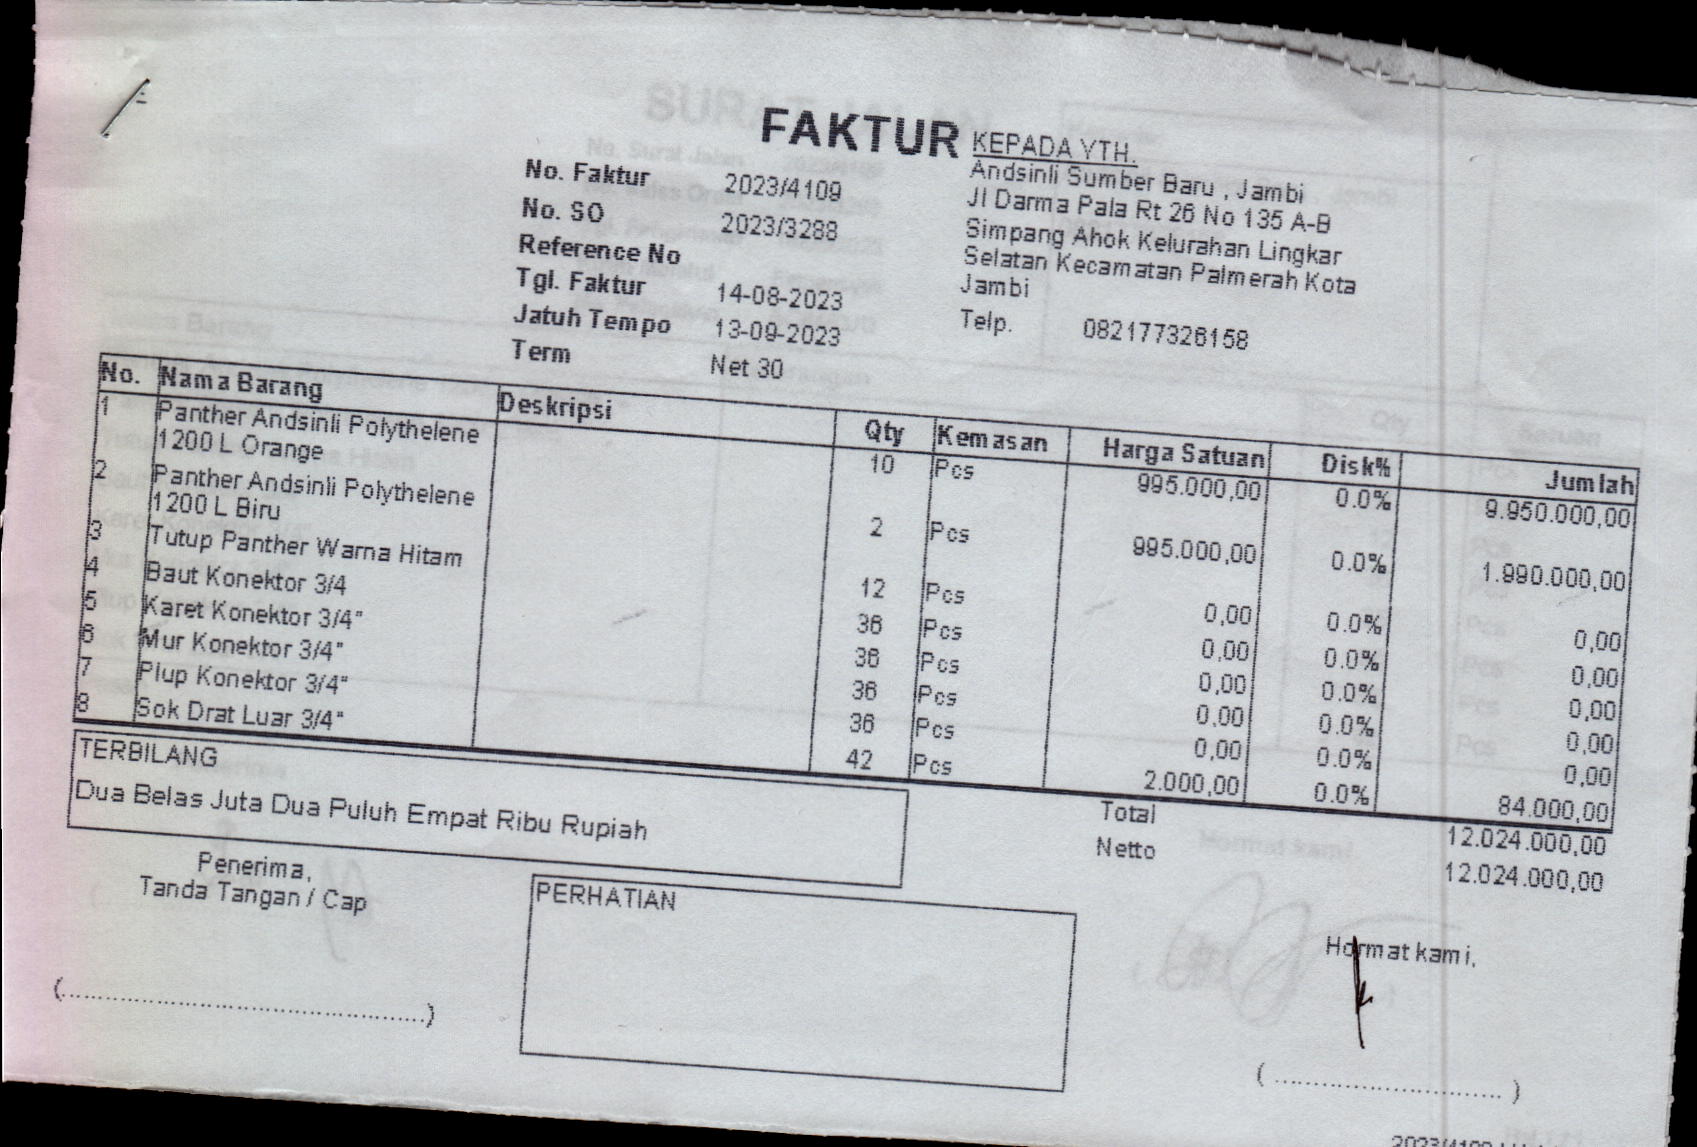 FAKTUR
No. Faktur 2023/4109
No. SO 2023/3288
Reference No
Tgl. Faktur 14-08-2023
Jatuh Tempo 13-09-2023
Term Net 30
KEPADA YTH.
Andsinli Sumber Baru , Jambi
Jl Darma Pala Rt 26 No 135 A-B
Simpang Ahok Kelurahan Lingkar
Selatan Kecamatan Palmerah Kota
Jambi
Telp. 082177326158
No. Nama Barang Deskripsi Qty Kemasan Harga Satuan Disk% Jumlah
1 Panther Andsinli Polythelene 10 Pcs 995.000,00 0.0% 9.950.000,00
1200 L Orange
2 Panther Andsinli Polythelene 2 Pcs 995.000,00 0.0% 1.990.000,00
1200 L Biru
3 Tutup Panther Warna Hitam 12 Pcs 0,00 0.0% 0,00
4 Baut Konektor 3/4 36 Pcs 0,00 0.0% 0,00
5 Karet Konektor 3/4" 36 Pcs 0,00 0.0% 0,00
6 Mur Konektor 3/4" 36 Pcs 0,00 0.0% 0,00
7 Plup Konektor 3/4" 36 Pcs 0,00 0.0% 0,00
8 Sok Drat Luar 3/4" 42 Pcs 2.000,00 0.0% 84.000,00
TERBILANG
Dua Belas Juta Dua Puluh Empat Ribu Rupiah
Total 12.024.000,00
Netto 12.024.000,00
Penerima,
Tanda Tangan / Cap
PERHATIAN
Hormat kami,
(................................................)
( .............................. )